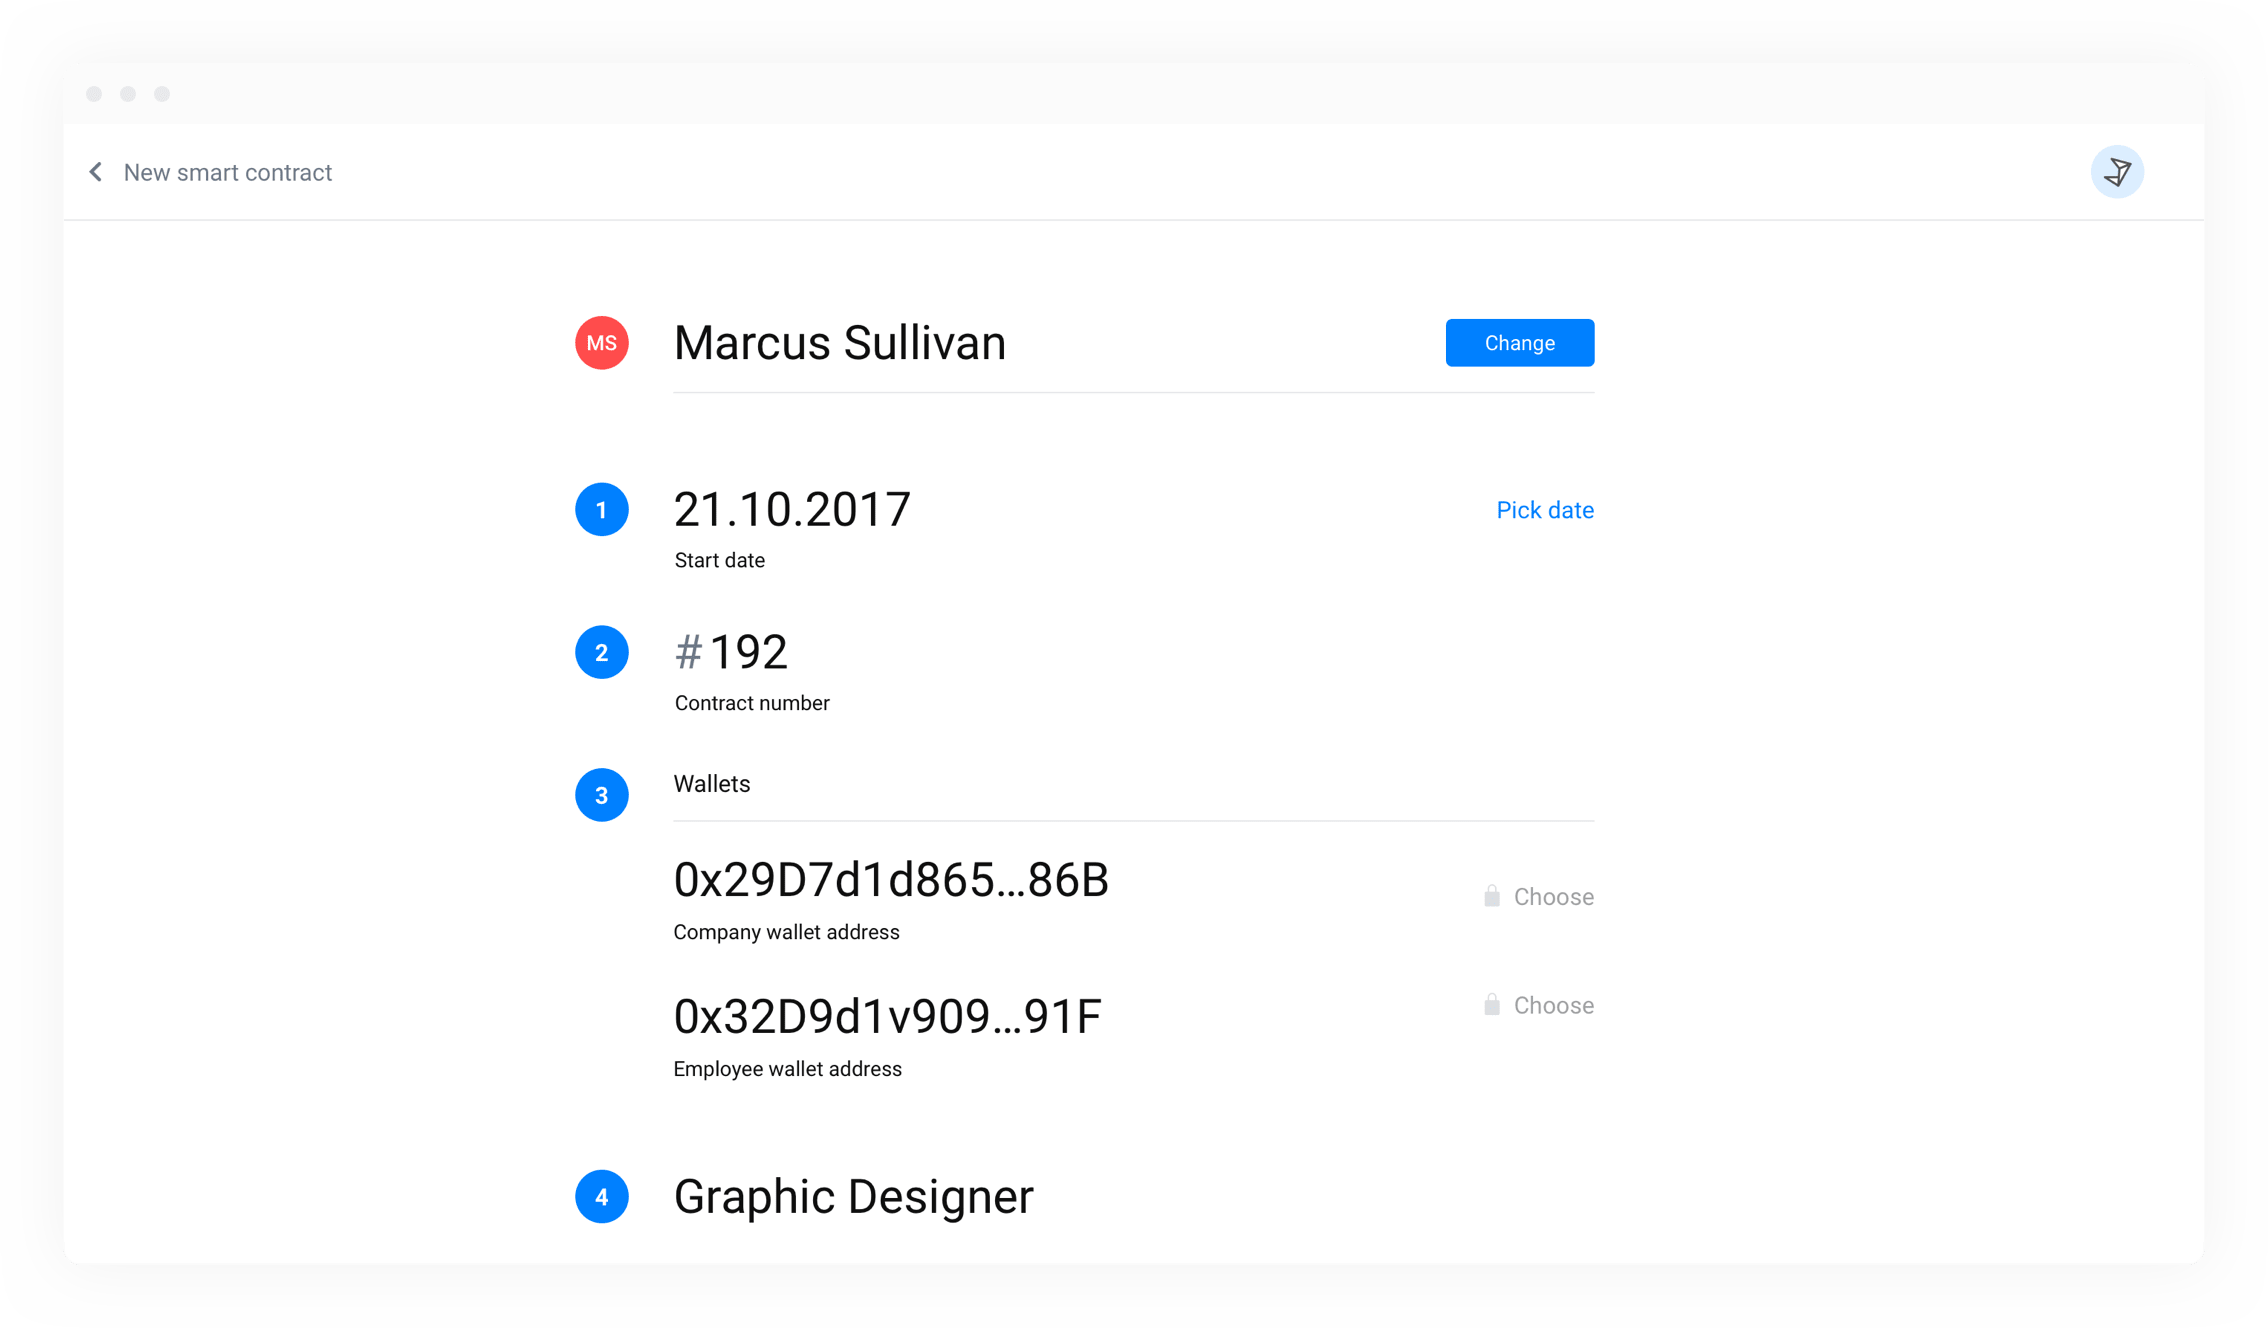 New smart contract
MS
Marcus Sullivan
Change
1
21.10.2017
Pick date
Start date
2
#192
Contract number
3
Wallets
0x29D7d1d865...86B
Choose
Company wallet address
0x32D9d1v909...91F
Choose
Employee wallet address
4
Graphic Designer